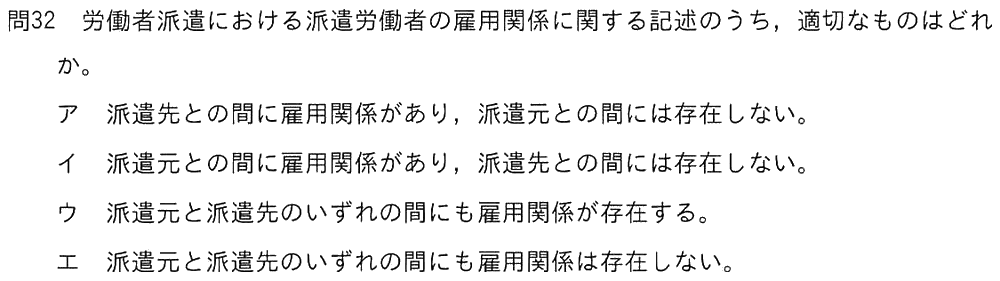 問32　労働者派遣における派遣労働者の雇用関係に関する記述のうち，適切なものはどれ
か。
ア　派遣先との間に雇用関係があり，派遣元との間には存在しない。
イ　派遣元との間に雇用関係があり，派遣先との間には存在しない。
ウ　派遣元と派遣先のいずれの間にも雇用関係が存在する。
エ　派遣元と派遣先のいずれの間にも雇用関係は存在しない。